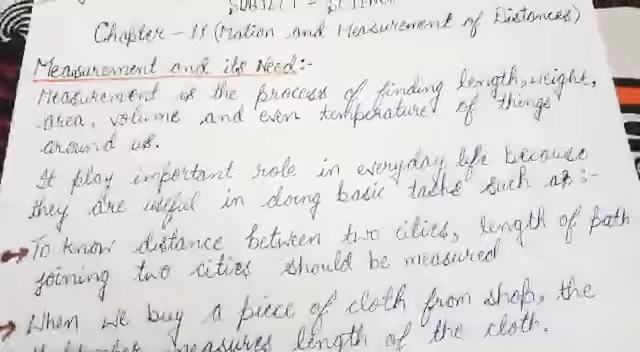 SUBJECT - SCIENCE
Chapter - 11 (Motion and Measurement of Distances)
Measurement and its Need:-
Measurement is the process of finding length, weight,
area, volume and even temperature of things
around us.
It play important role in everyday life because
they are useful in doing basic tasks such as:-
To know distance between two cities, length of path
joining two cities should be measured
When we buy a piece of cloth from shop, the
measures length of the cloth.